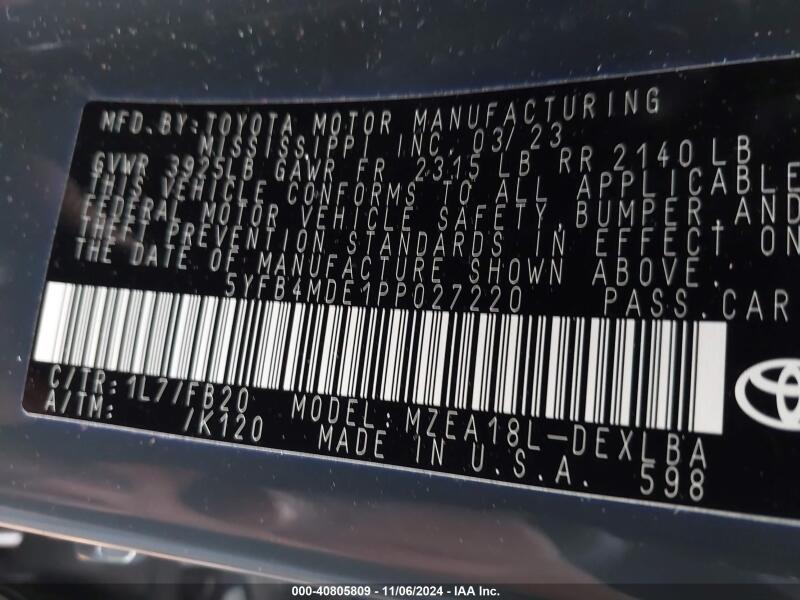 MFD.BY:TOYOTA MOTOR MANUFACTURING
MISSISSIPPI INC. 03/23
GVWR 3925LB GAWR FR 2315 LB RR 2140 LB
THIS VEHICLE CONFORMS TO ALL APPLICABLE
FEDERAL MOTOR VEHICLE SAFETY,BUMPER,AND
THEFT PREVENTION STANDARDS IN EFFECT ON
THE DATE OF MANUFACTURE SHOWN ABOVE.
5YFB4MDE1PP027220 PASS.CAR
C/TR:1L7/FB20 MODEL:MZEA18L-DEXLBA
A/TM: /K120 MADE IN U.S.A. 598
000-40805809 - 11/06/2024 - IAA Inc.